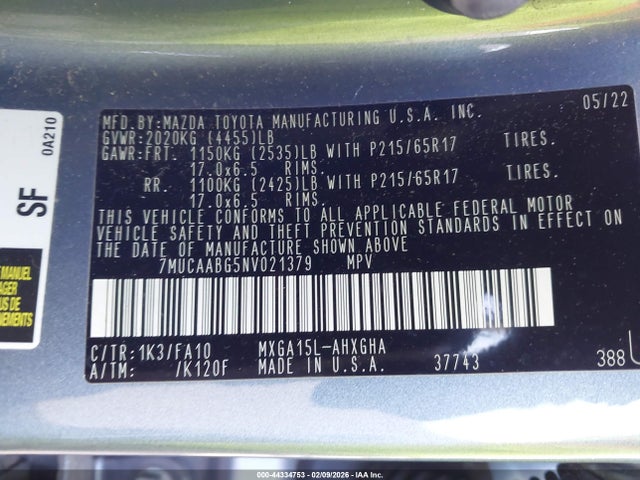 MFD.BY:MAZDA TOYOTA MANUFACTURING U.S.A. INC. 05/22
GVWR:2020KG (4455)LB
GAWR:FRT. 1150KG (2535)LB WITH P215/65R17 TIRES.
17.0x6.5 RIMS.
RR. 1100KG (2425)LB WITH P215/65R17 TIRES.
17.0x6.5 RIMS.
THIS VEHICLE CONFORMS TO ALL APPLICABLE FEDERAL MOTOR
VEHICLE SAFETY AND THEFT PREVENTION STANDARDS IN EFFECT ON
THE DATE OF MANUFACTURE SHOWN ABOVE.
7MUCAABG5NV021379 MPV
C/TR:1K3/FA10 MXGA15L-AHXGHA
A/TM: /K120F MADE IN U.S.A. 37743 388
SF 0A210
MANUEL
000-44334753 - 02/09/2026 - IAA Inc.